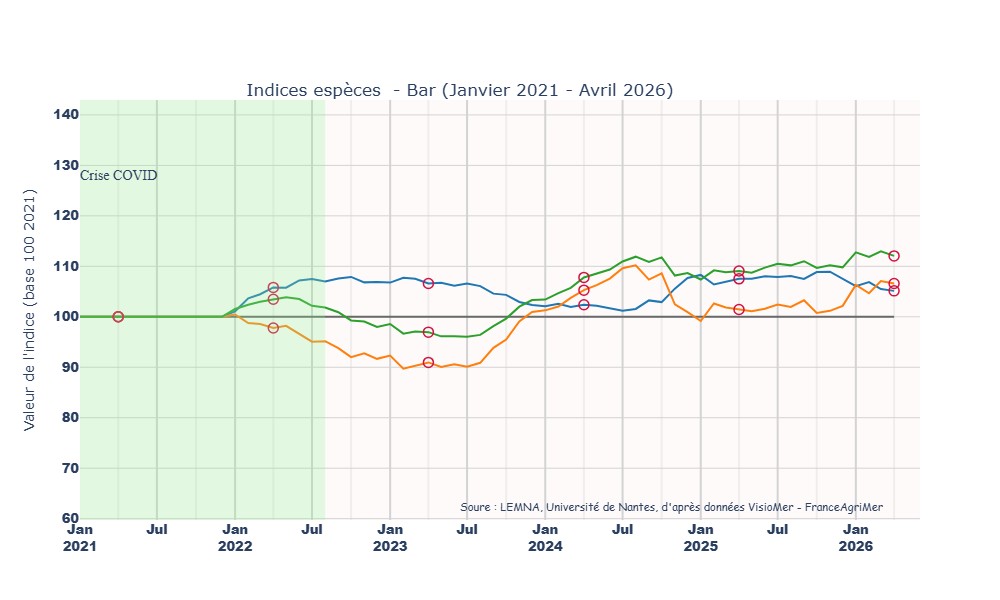 Indices espèces - Bar (Janvier 2021 - Avril 2026)
Valeur de l'indice (base 100 2021)
140
130
120
110
100
90
80
70
60
Crise COVID
Soure : LEMNA, Université de Nantes, d'après données VisioMer - FranceAgriMer
Jan
2021
Jul
Jan
2022
Jul
Jan
2023
Jul
Jan
2024
Jul
Jan
2025
Jul
Jan
2026